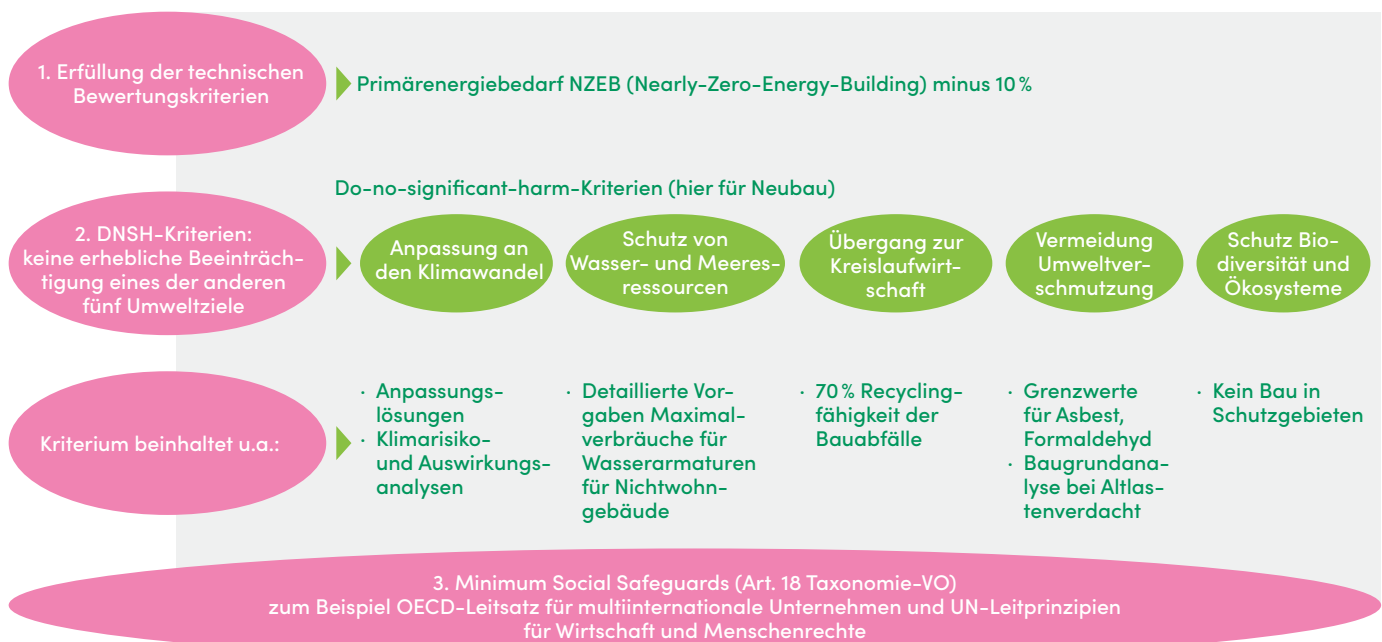 1. Erfüllung der technischen
Bewertungskriterien
Primärenergiebedarf NZEB (Nearly-Zero-Energy-Building) minus 10 %
Do-no-significant-harm-Kriterien (hier für Neubau)
2. DNSH-Kriterien:
keine erhebliche Beeinträch-
tigung eines der anderen
fünf Umweltziele
Anpassung an
den Klimawandel
Schutz von
Wasser- und Meeres-
ressourcen
Übergang zur
Kreislaufwirt-
schaft
Vermeidung
Umweltver-
schmutzung
Schutz Bio-
diversität und
Ökosysteme
Kriterium beinhaltet u.a.:
· Anpassungs-
lösungen
· Klimarisiko-
und Auswirkungs-
analysen
· Detaillierte Vor-
gaben Maximal-
verbräuche für
Wasserarmaturen
für Nichtwohn-
gebäude
· 70 % Recycling-
fähigkeit der
Bauabfälle
· Grenzwerte
für Asbest,
Formaldehyd
· Baugrundana-
lyse bei Altlas-
tenverdacht
· Kein Bau in
Schutzgebieten
3. Minimum Social Safeguards (Art. 18 Taxonomie-VO)
zum Beispiel OECD-Leitsatz für multiinternationale Unternehmen und UN-Leitprinzipien
für Wirtschaft und Menschenrechte